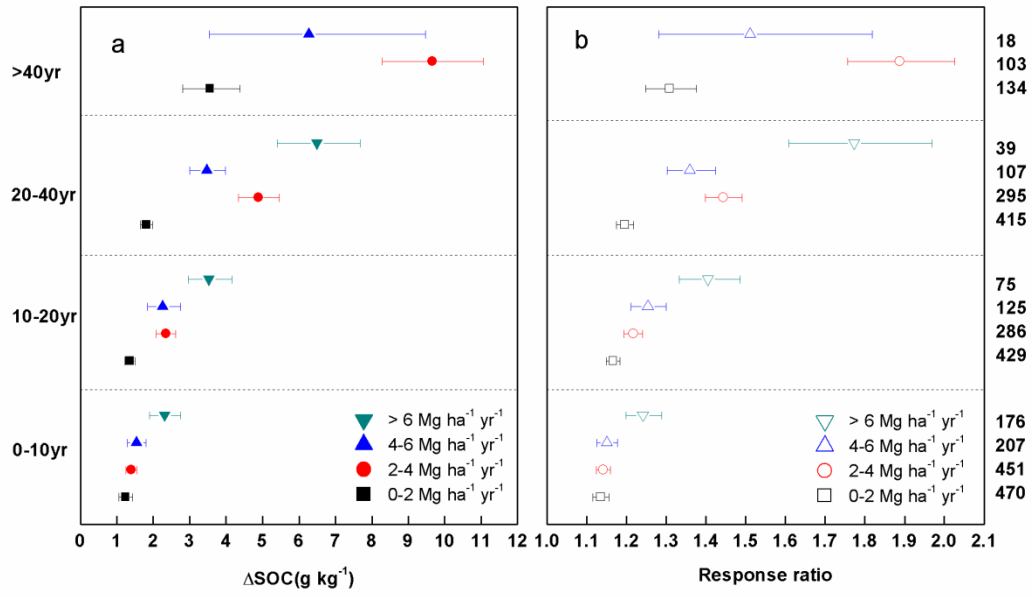 a
b
>40yr
18
103
134
20-40yr
39
107
295
415
10-20yr
75
125
286
429
0-10yr
> 6 Mg ha⁻¹ yr⁻¹
4-6 Mg ha⁻¹ yr⁻¹
2-4 Mg ha⁻¹ yr⁻¹
0-2 Mg ha⁻¹ yr⁻¹
> 6 Mg ha⁻¹ yr⁻¹
4-6 Mg ha⁻¹ yr⁻¹
2-4 Mg ha⁻¹ yr⁻¹
0-2 Mg ha⁻¹ yr⁻¹
176
207
451
470
0 1 2 3 4 5 6 7 8 9 10 11 12
1.0 1.1 1.2 1.3 1.4 1.5 1.6 1.7 1.8 1.9 2.0 2.1
ΔSOC(g kg⁻¹)
Response ratio